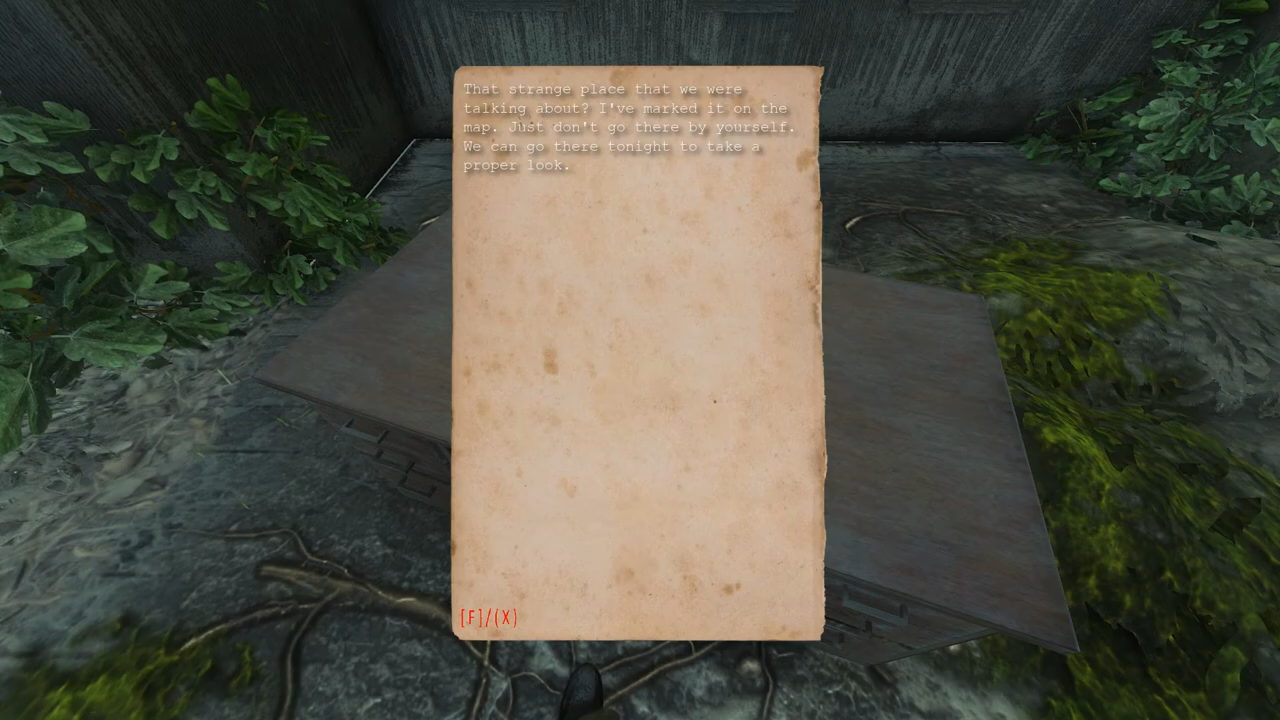 That strange place that we were
talking about? I've marked it on the
map. Just don't go there by yourself.
We can go there tonight to take a
proper look.
[F]/(X)